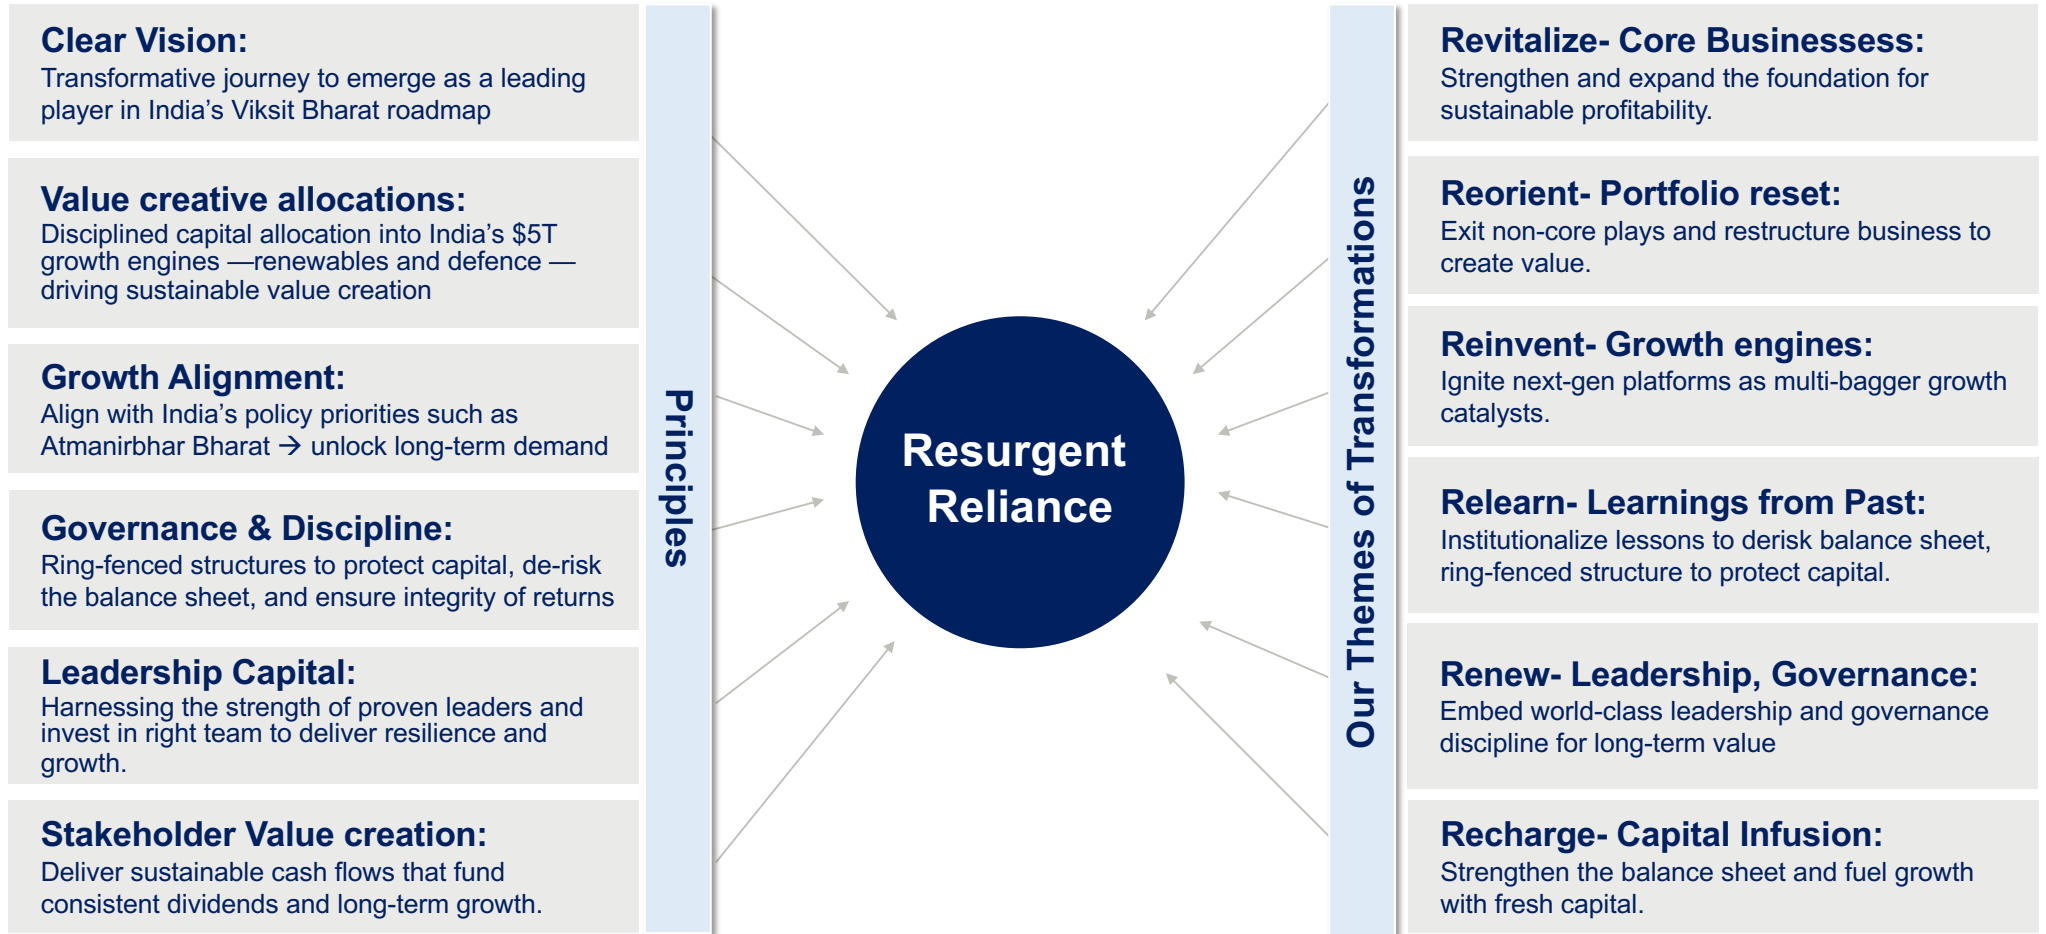 Clear Vision:
Transformative journey to emerge as a leading
player in India’s Viksit Bharat roadmap
Value creative allocations:
Disciplined capital allocation into India’s $5T
growth engines —renewables and defence —
driving sustainable value creation
Growth Alignment:
Align with India’s policy priorities such as
Atmanirbhar Bharat → unlock long-term demand
Governance & Discipline:
Ring-fenced structures to protect capital, de-risk
the balance sheet, and ensure integrity of returns
Leadership Capital:
Harnessing the strength of proven leaders and
invest in right team to deliver resilience and
growth.
Stakeholder Value creation:
Deliver sustainable cash flows that fund
consistent dividends and long-term growth.
Principles
Resurgent
Reliance
Our Themes of Transformations
Revitalize- Core Businessess:
Strengthen and expand the foundation for
sustainable profitability.
Reorient- Portfolio reset:
Exit non-core plays and restructure business to
create value.
Reinvent- Growth engines:
Ignite next-gen platforms as multi-bagger growth
catalysts.
Relearn- Learnings from Past:
Institutionalize lessons to derisk balance sheet,
ring-fenced structure to protect capital.
Renew- Leadership, Governance:
Embed world-class leadership and governance
discipline for long-term value
Recharge- Capital Infusion:
Strengthen the balance sheet and fuel growth
with fresh capital.